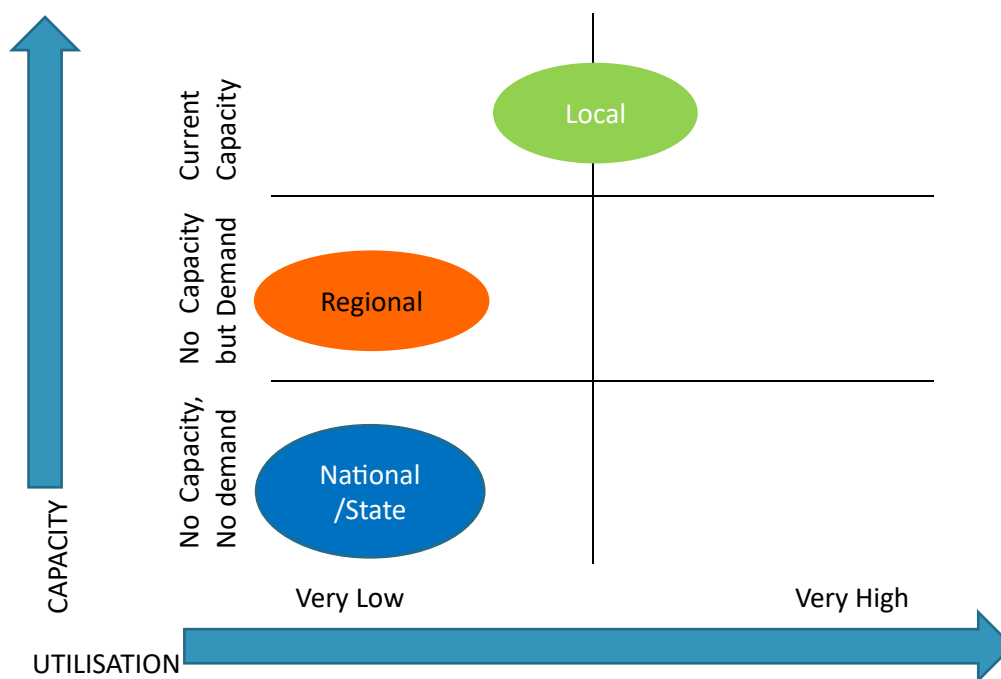 Current
Capacity
Local
No Capacity
but Demand
Regional
No Capacity,
No demand
National
/State
CAPACITY
Very Low
Very High
UTILISATION